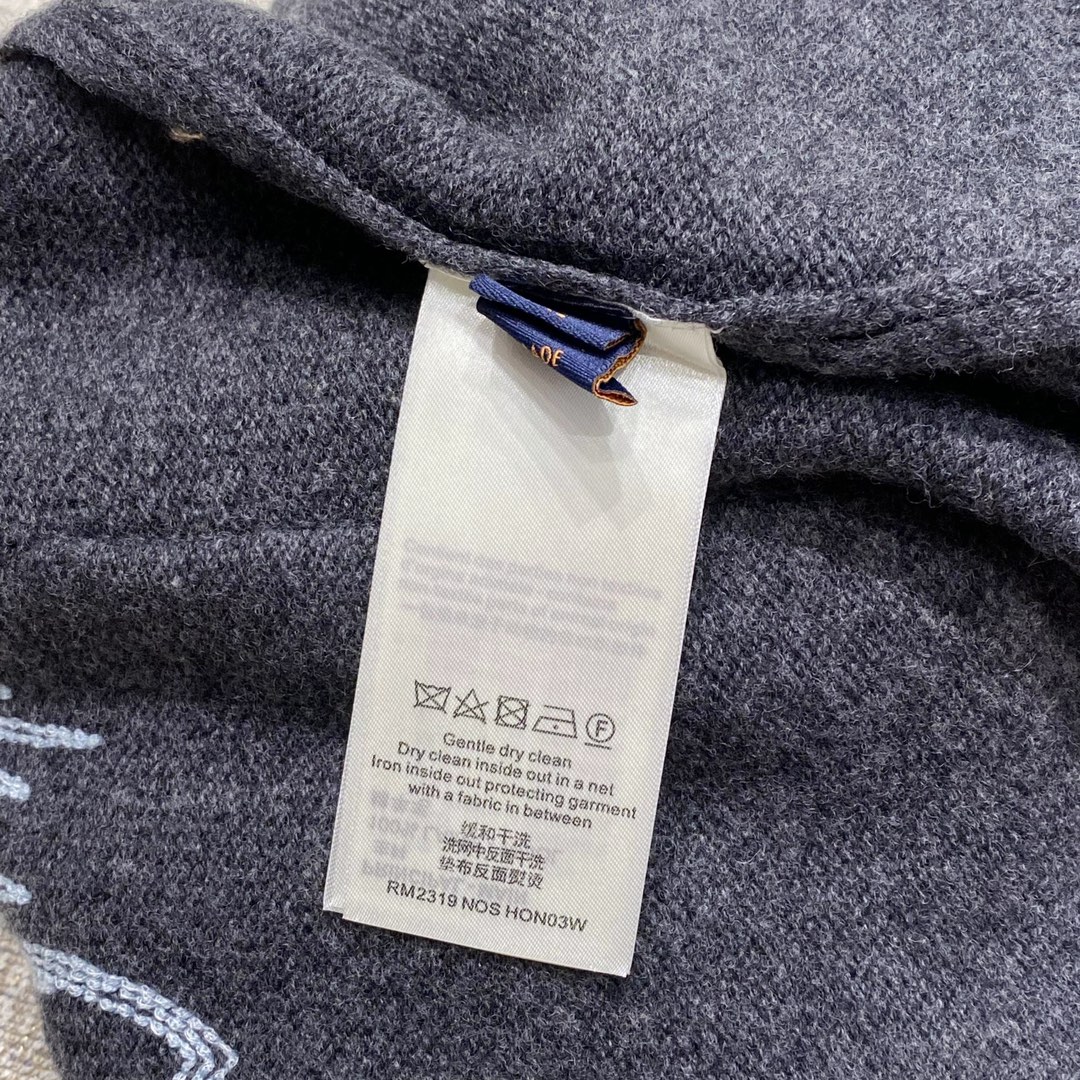 ADE
Gentle dry clean
Dry clean inside out in a net
Iron inside out protecting garment
with a fabric in between
缓和干洗
洗网中反面干洗
垫布反面熨烫
RM2319 NOS HON03W
F